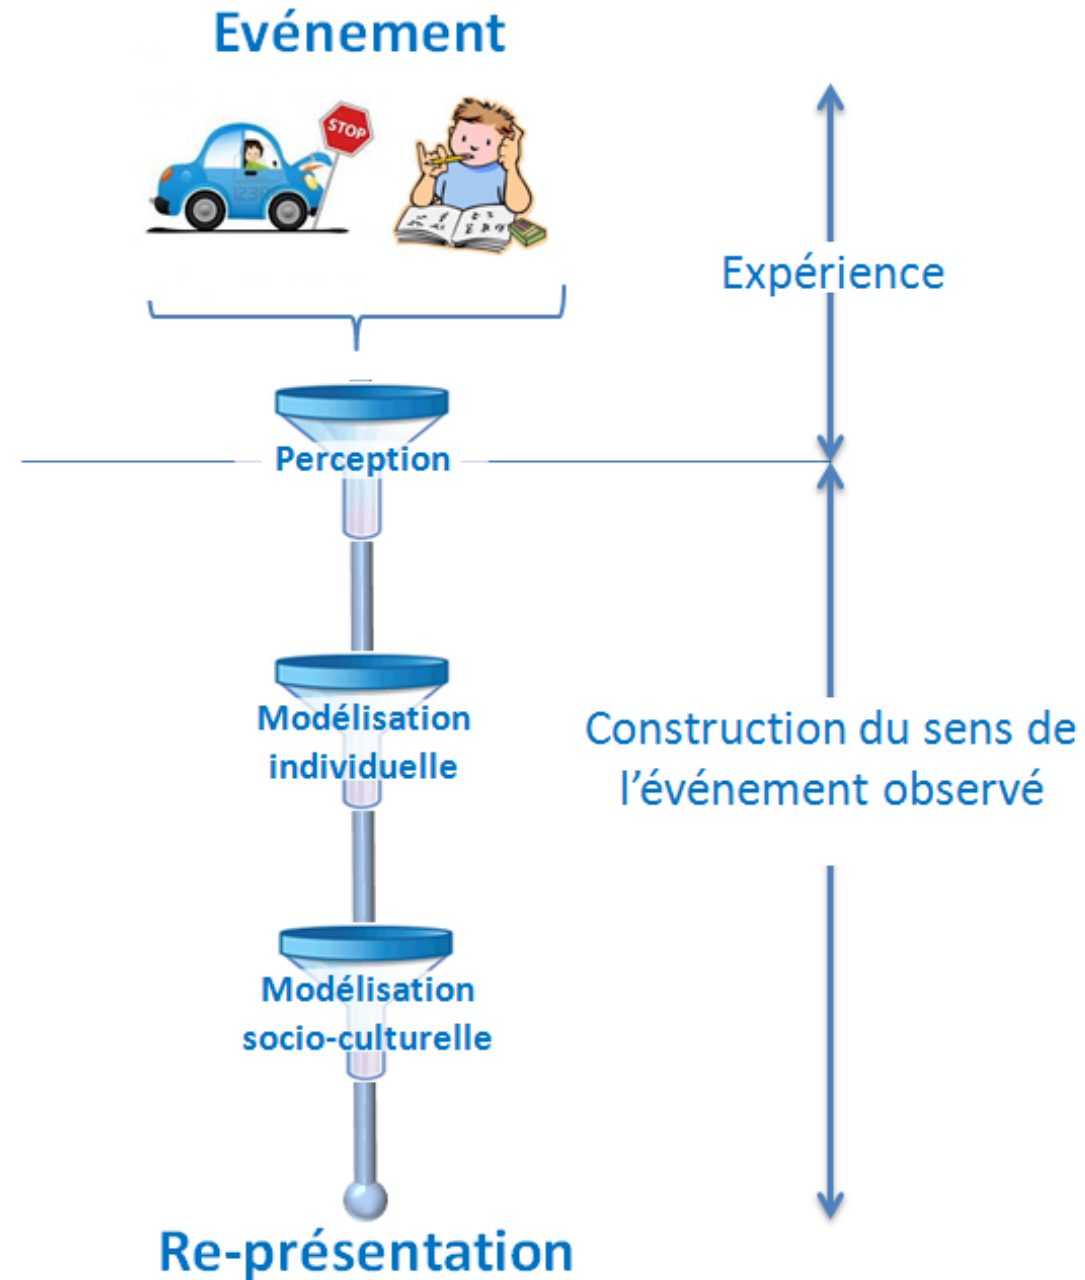 Evénement
STOP
Expérience
Perception
Modélisation
individuelle
Construction du sens de
l'événement observé
Modélisation
socio-culturelle
Re-présentation